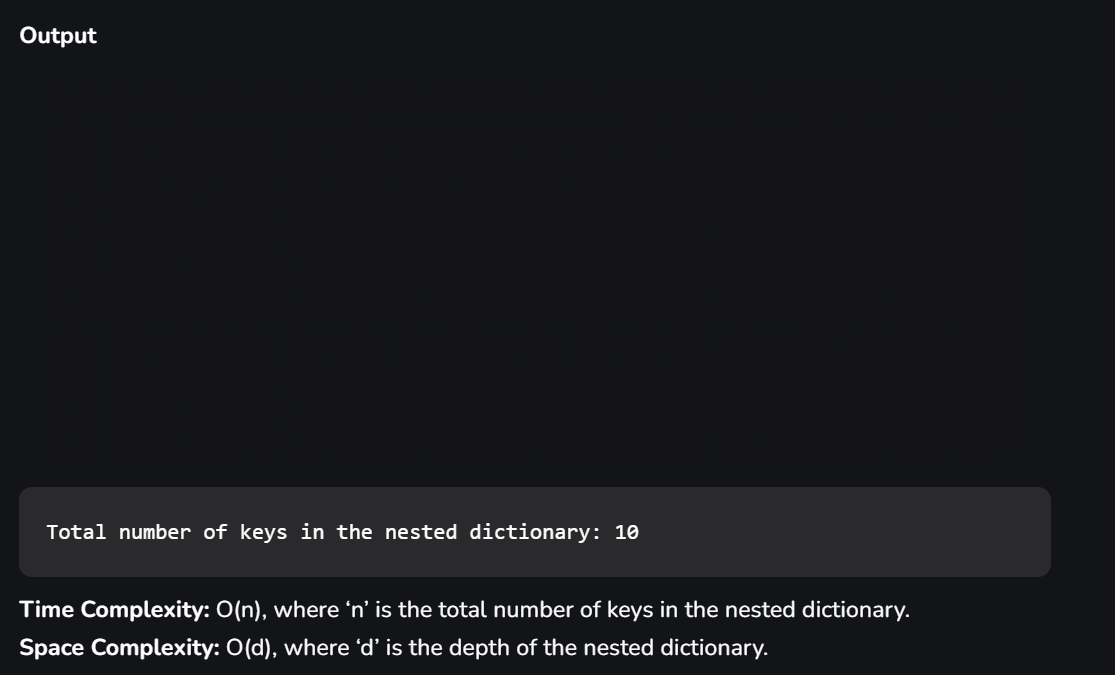 Output
Total number of keys in the nested dictionary: 10
Time Complexity: O(n), where ‘n’ is the total number of keys in the nested dictionary.
Space Complexity: O(d), where ‘d’ is the depth of the nested dictionary.